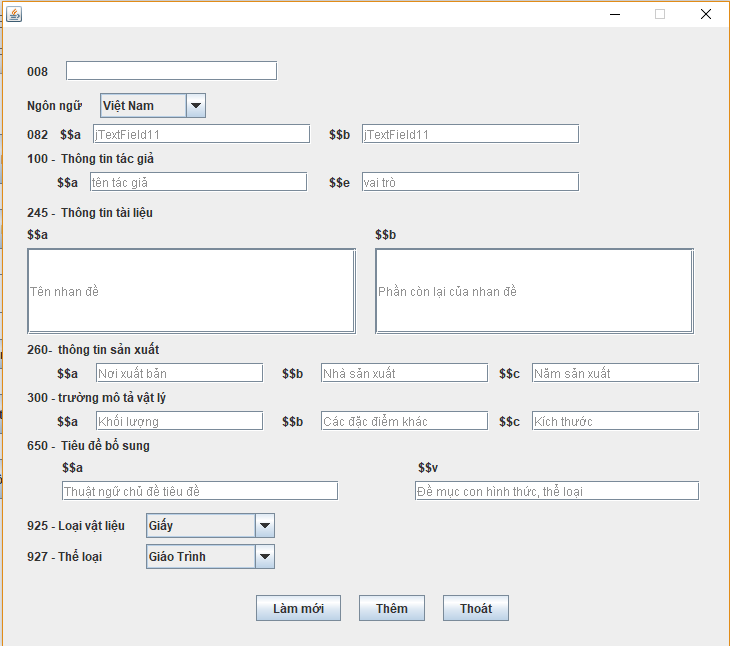 008
Ngôn ngữ Việt Nam
082 $$a jTextField11 $$b jTextField11
100 - Thông tin tác giả
$$a tên tác giả $$e vai trò
245 - Thông tin tài liệu
$$a $$b
Tên nhan đề Phần còn lại của nhan đề
260- thông tin sản xuất
$$a Nơi xuất bản $$b Nhà sản xuất $$c Năm sản xuất
300 - trường mô tả vật lý
$$a Khối lượng $$b Các đặc điểm khác $$c Kích thước
650 - Tiêu đề bổ sung
$$a $$v
Thuật ngữ chủ đề tiêu đề Đề mục con hình thức, thể loại
925 - Loại vật liệu Giấy
927 - Thể loại Giáo Trình
Làm mới Thêm Thoát